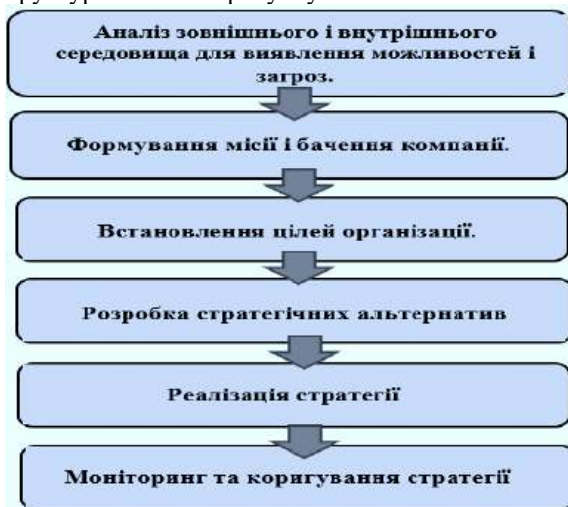 Аналіз зовнішнього і внутрішнього
середовища для виявлення можливостей і
загроз.
Формування місії і бачення компанії.
Встановлення цілей організації.
Розробка стратегічних альтернатив
Реалізація стратегії
Моніторинг та коригування стратегії